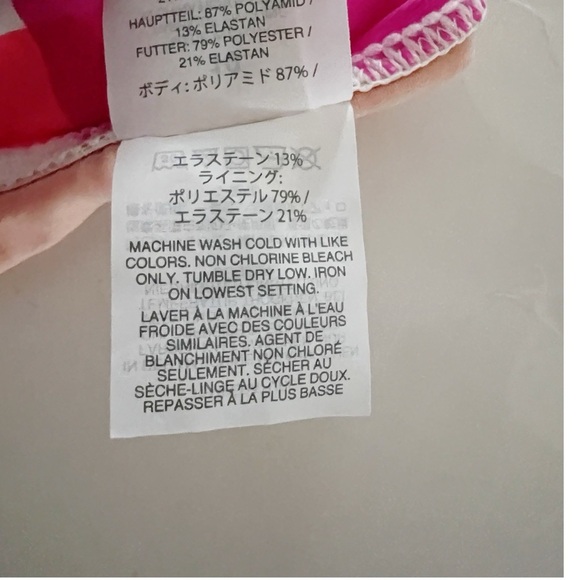 HAUPTTEIL: 87% POLYAMID /
13% ELASTAN
FUTTER: 79% POLYESTER /
21% ELASTAN
ボディ: ポリアミド 87% /
エラステーン 13%
ライニング:
ポリエステル 79% /
エラステーン 21%
MACHINE WASH COLD WITH LIKE
COLORS. NON CHLORINE BLEACH
ONLY. TUMBLE DRY LOW. IRON
ON LOWEST SETTING.
LAVER À LA MACHINE À L'EAU
FROIDE AVEC DES COULEURS
SIMILAIRES. AGENT DE
BLANCHIMENT NON CHLORÉ
SEULEMENT. SÉCHER AU
SÈCHE-LINGE AU CYCLE DOUX.
REPASSER À LA PLUS BASSE